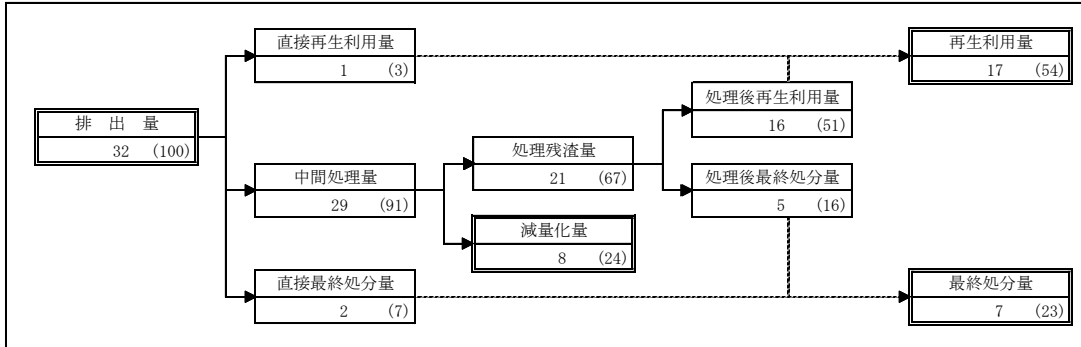 直接再生利用量
1 (3)
再生利用量
17 (54)
処理後再生利用量
16 (51)
排 出 量
32 (100)
処理残渣量
21 (67)
中間処理量
29 (91)
処理後最終処分量
5 (16)
減量化量
8 (24)
直接最終処分量
2 (7)
最終処分量
7 (23)